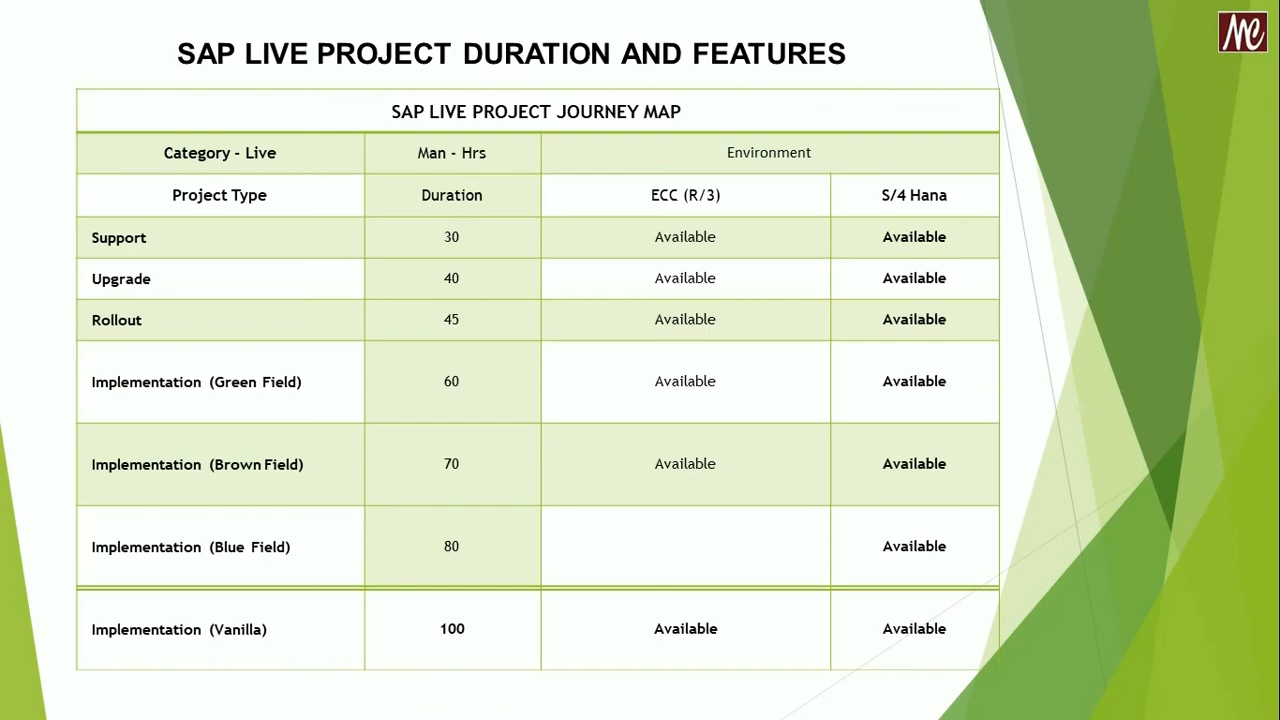 SAP LIVE PROJECT DURATION AND FEATURES
SAP LIVE PROJECT JOURNEY MAP
Category - Live Man - Hrs Environment
Project Type Duration ECC (R/3) S/4 Hana
Support 30 Available Available
Upgrade 40 Available Available
Rollout 45 Available Available
Implementation (Green Field) 60 Available Available
Implementation (Brown Field) 70 Available Available
Implementation (Blue Field) 80 Available
Implementation (Vanilla) 100 Available Available